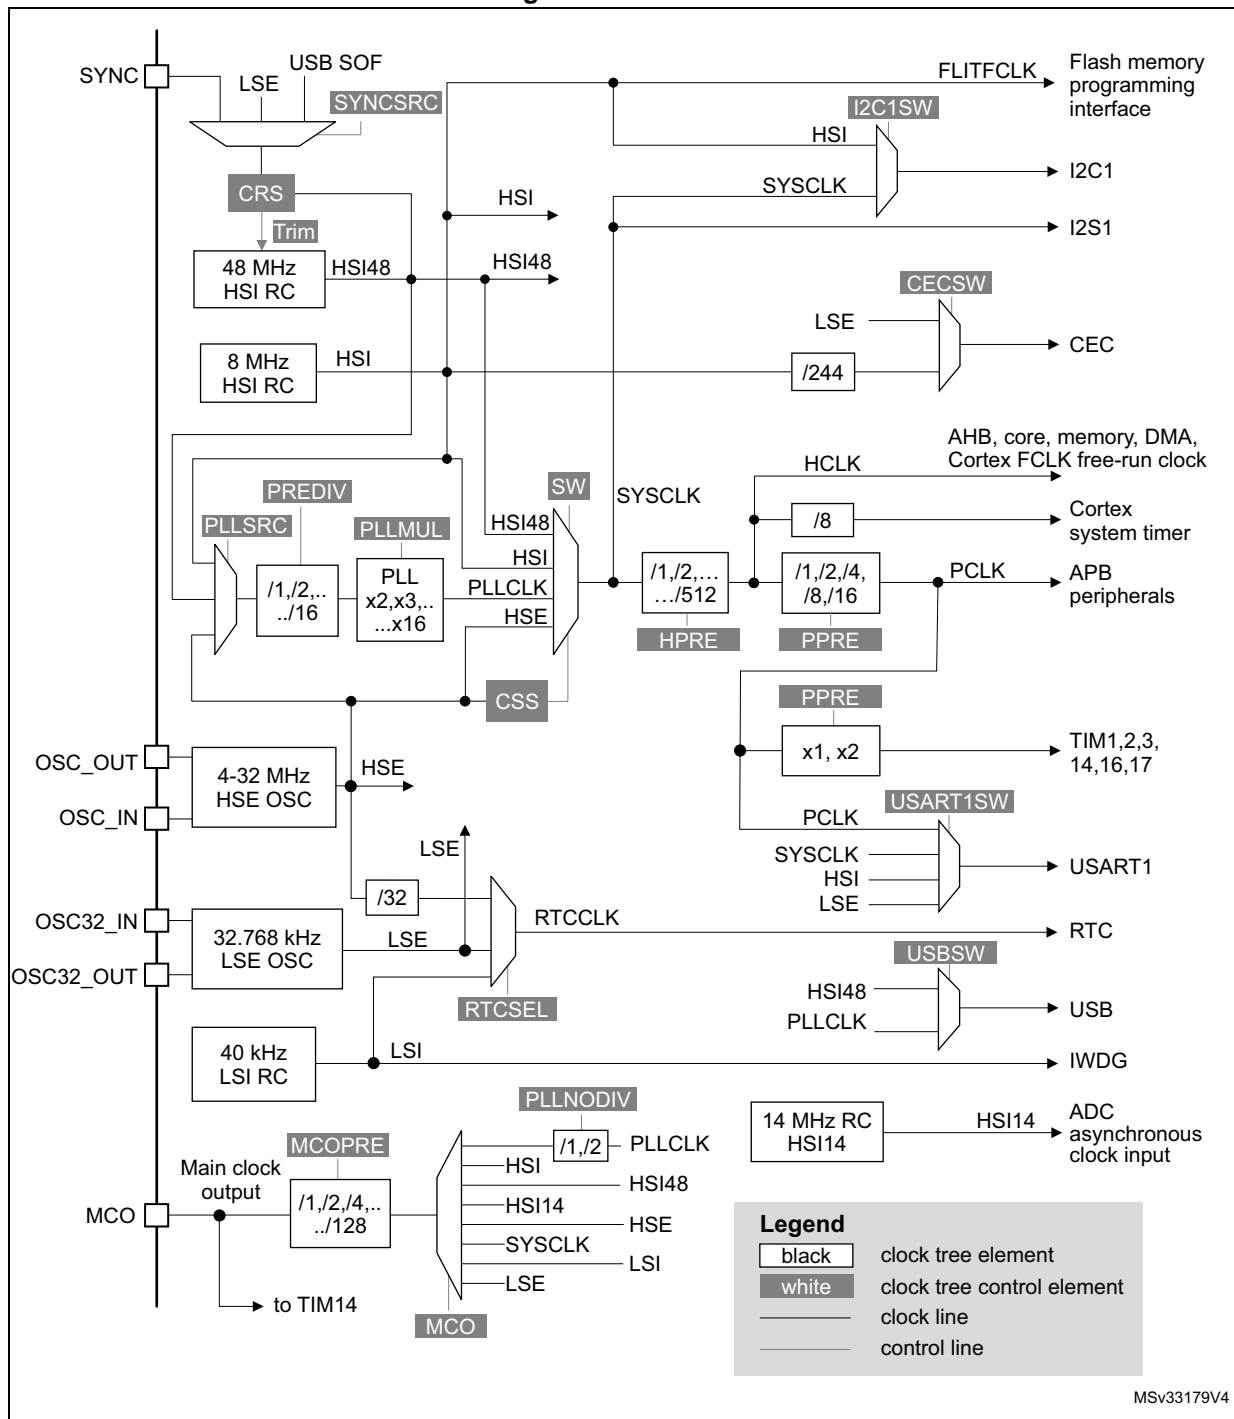 SYNC
LSE
USB SOF
SYNCSRC
CRS
Trim
48 MHz
HSI RC
HSI48
HSI
HSI48
8 MHz
HSI RC
HSI
FLITFCLK
Flash memory
programming
interface
I2C1SW
HSI
SYSCLK
I2C1
I2S1
CECSW
LSE
/244
CEC
AHB, core, memory, DMA,
Cortex FCLK free-run clock
HCLK
/8
Cortex
system timer
PLLSRC
PREDIV
/1,/2,..
../16
PLLMUL
PLL
x2,x3,..
...x16
SW
HSI48
HSI
PLLCLK
HSE
SYSCLK
/1,/2,...
.../512
HPRE
/1,/2,/4,
/8,/16
PPRE
PCLK
APB
peripherals
CSS
PPRE
x1, x2
TIM1,2,3,
14,16,17
OSC_OUT
OSC_IN
4-32 MHz
HSE OSC
HSE
USART1SW
PCLK
SYSCLK
HSI
LSE
USART1
LSE
/32
OSC32_IN
OSC32_OUT
32.768 kHz
LSE OSC
LSE
RTCCLK
RTC
RTCSEL
USBSW
HSI48
PLLCLK
USB
40 kHz
LSI RC
LSI
IWDG
14 MHz RC
HSI14
HSI14
ADC
asynchronous
clock input
PLLNODIV
/1,/2
PLLCLK
HSI
HSI48
HSI14
HSE
SYSCLK
LSI
LSE
MCOPRE
/1,/2,/4,..
../128
Main clock
output
MCO
to TIM14
MCO
Legend
black
clock tree element
white
clock tree control element
clock line
control line
MSv33179V4